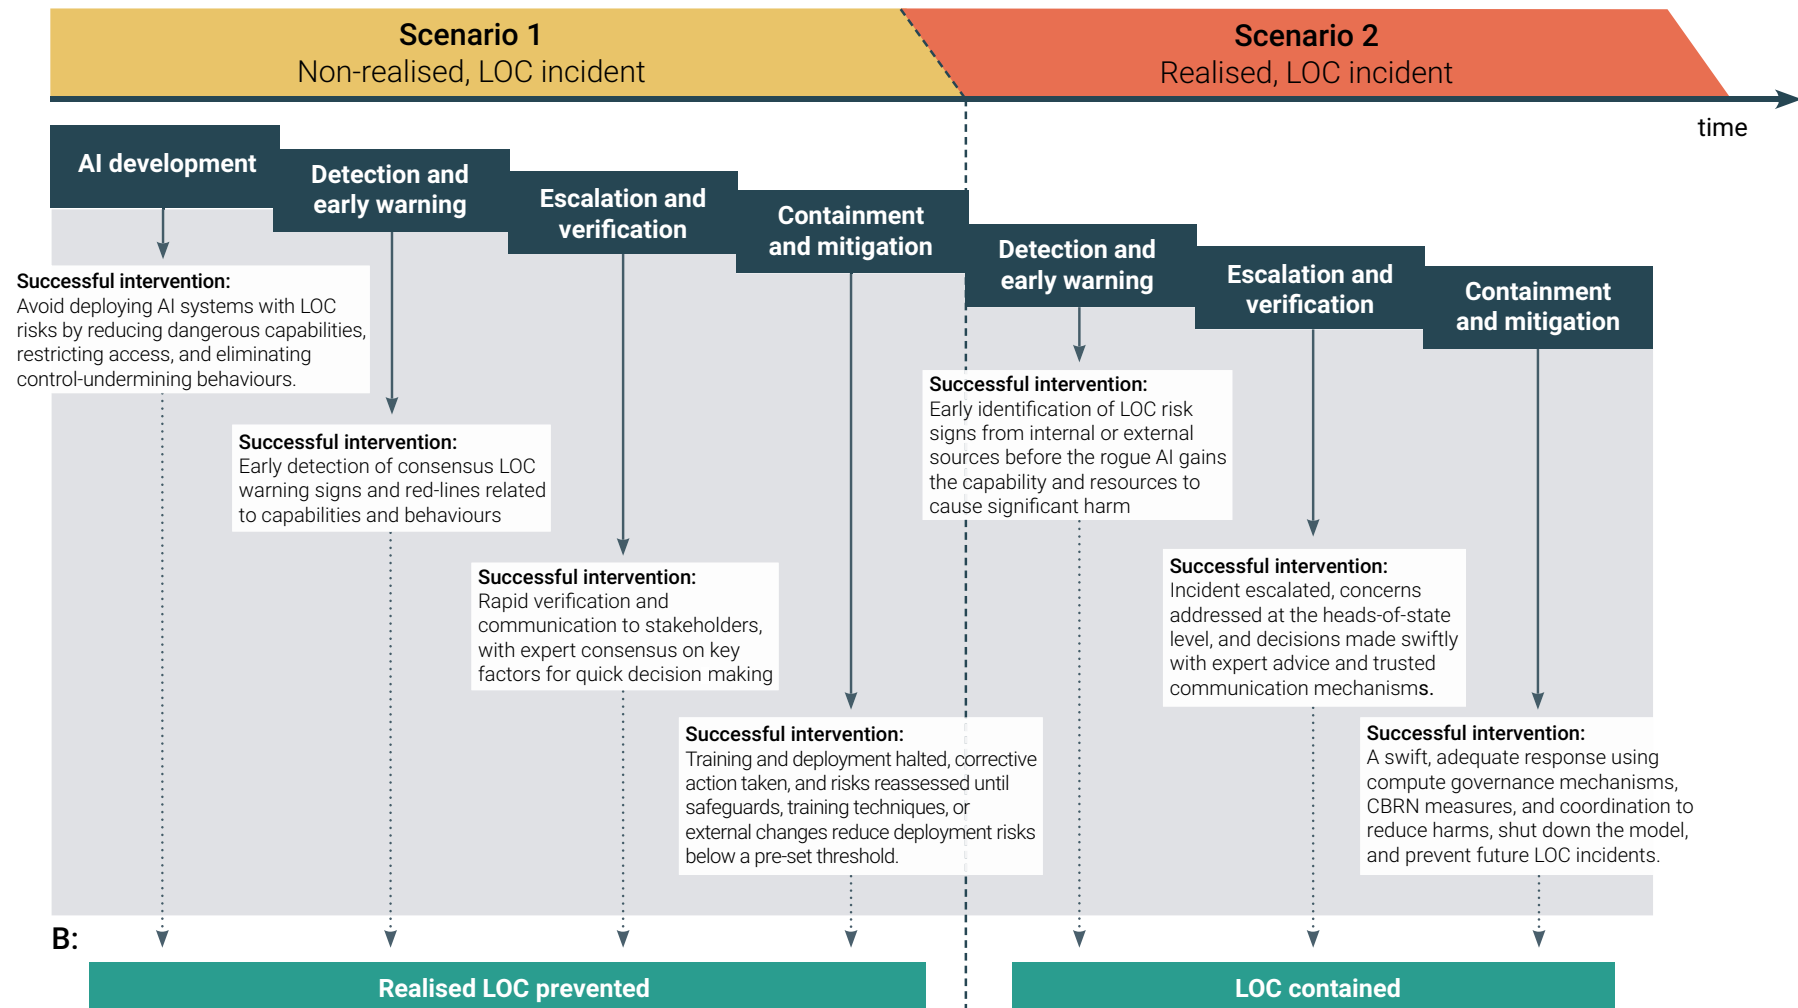 Scenario 1
Non-realised, LOC incident
Scenario 2
Realised, LOC incident
time
AI development
Detection and
early warning
Escalation and
verification
Containment
and mitigation
Detection and
early warning
Escalation and
verification
Containment
and mitigation
Successful intervention:
Avoid deploying AI systems with LOC
risks by reducing dangerous capabilities,
restricting access, and eliminating
control-undermining behaviours.
Successful intervention:
Early detection of consensus LOC
warning signs and red-lines related
to capabilities and behaviours
Successful intervention:
Rapid verification and
communication to stakeholders,
with expert consensus on key
factors for quick decision making
Successful intervention:
Training and deployment halted, corrective
action taken, and risks reassessed until
safeguards, training techniques, or
external changes reduce deployment risks
below a pre-set threshold.
Successful intervention:
Early identification of LOC risk
signs from internal or external
sources before the rogue AI gains
the capability and resources to
cause significant harm
Successful intervention:
Incident escalated, concerns
addressed at the heads-of-state
level, and decisions made swiftly
with expert advice and trusted
communication mechanisms.
Successful intervention:
A swift, adequate response using
compute governance mechanisms,
CBRN measures, and coordination to
reduce harms, shut down the model,
and prevent future LOC incidents.
B:
Realised LOC prevented
LOC contained